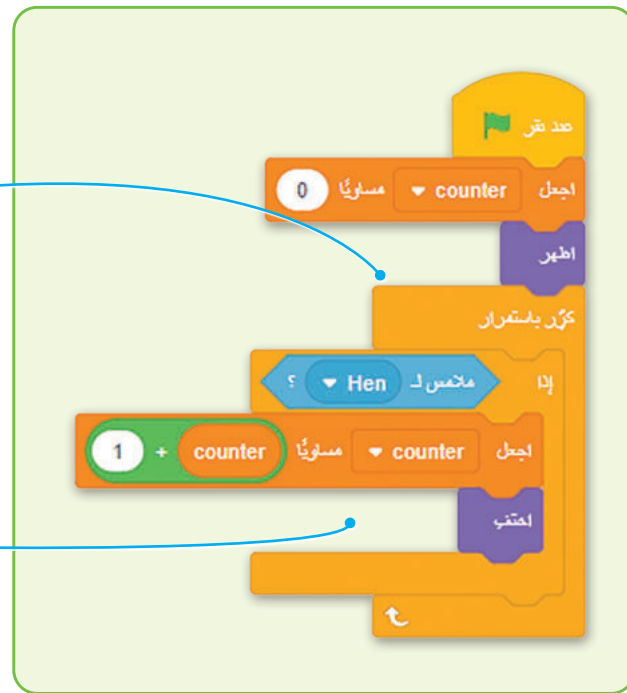 عند نقر
اجعل counter مساويًا 0
اظهر
كرّر باستمرار
إذا ملامس لـ Hen ؟
اجعل counter مساويًا counter + 1
اختف